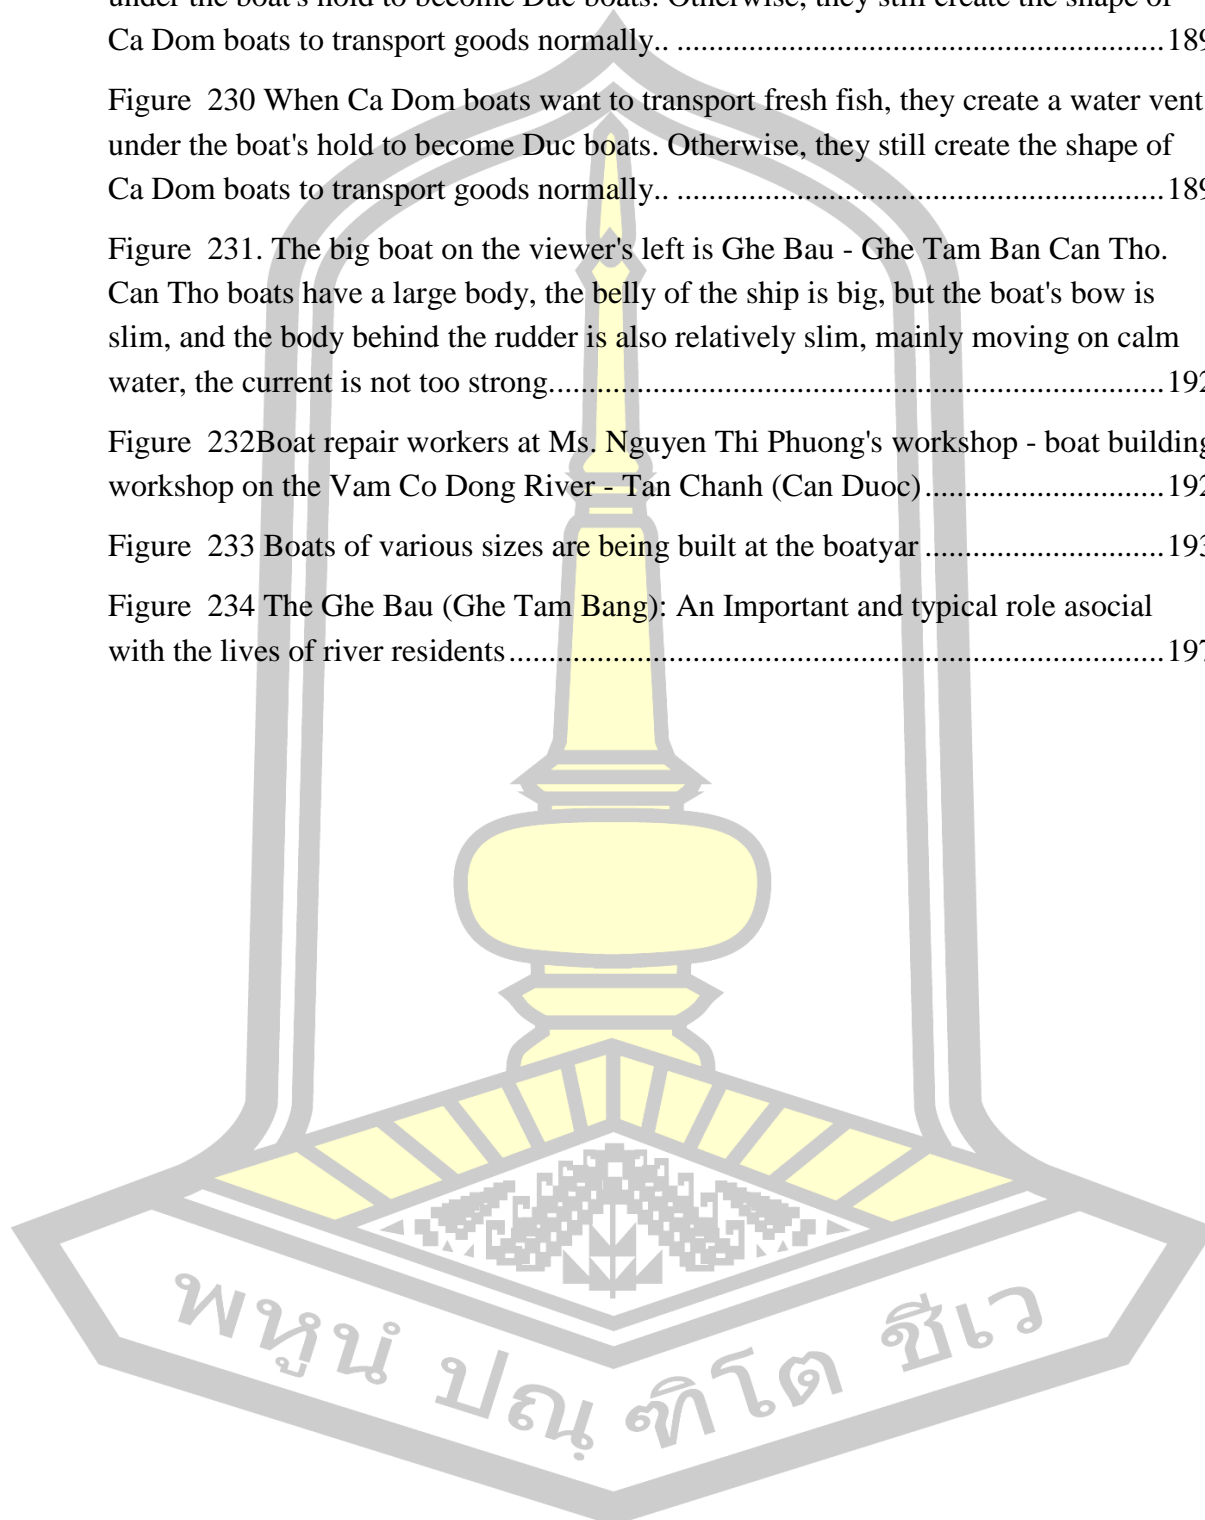 under the boat's hold to become Duc boats. Otherwise, they still create the shape of
Ca Dom boats to transport goods normally.. ........................................................... 189
Figure  230 When Ca Dom boats want to transport fresh fish, they create a water vent
under the boat's hold to become Duc boats. Otherwise, they still create the shape of
Ca Dom boats to transport goods normally.. ........................................................... 189
Figure  231. The big boat on the viewer's left is Ghe Bau - Ghe Tam Ban Can Tho.
Can Tho boats have a large body, the belly of the ship is big, but the boat's bow is
slim, and the body behind the rudder is also relatively slim, mainly moving on calm
water, the current is not too strong........................................................................... 192
Figure  232Boat repair workers at Ms. Nguyen Thi Phuong's workshop - boat building
workshop on the Vam Co Dong River - Tan Chanh (Can Duoc) ............................. 192
Figure  233 Boats of various sizes are being built at the boatyar ............................. 193
Figure  234 The Ghe Bau (Ghe Tam Bang): An Important and typical role asocial
with the lives of river residents ................................................................................ 197
พหูนํ ปณฺฑิโต ชีเว